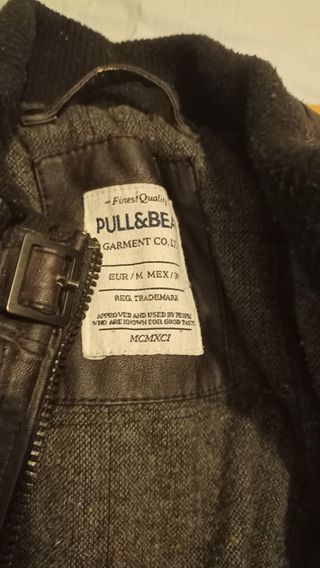 - Finest Quality
PULL&BEA
GARMENT CO. LT
EUR/M MEX/3
REG. TRADEMARK
APPROVED AND USED BY PEOPLE
WHO ARE KNOWN FOR GOOD TASTE
MCMXCI